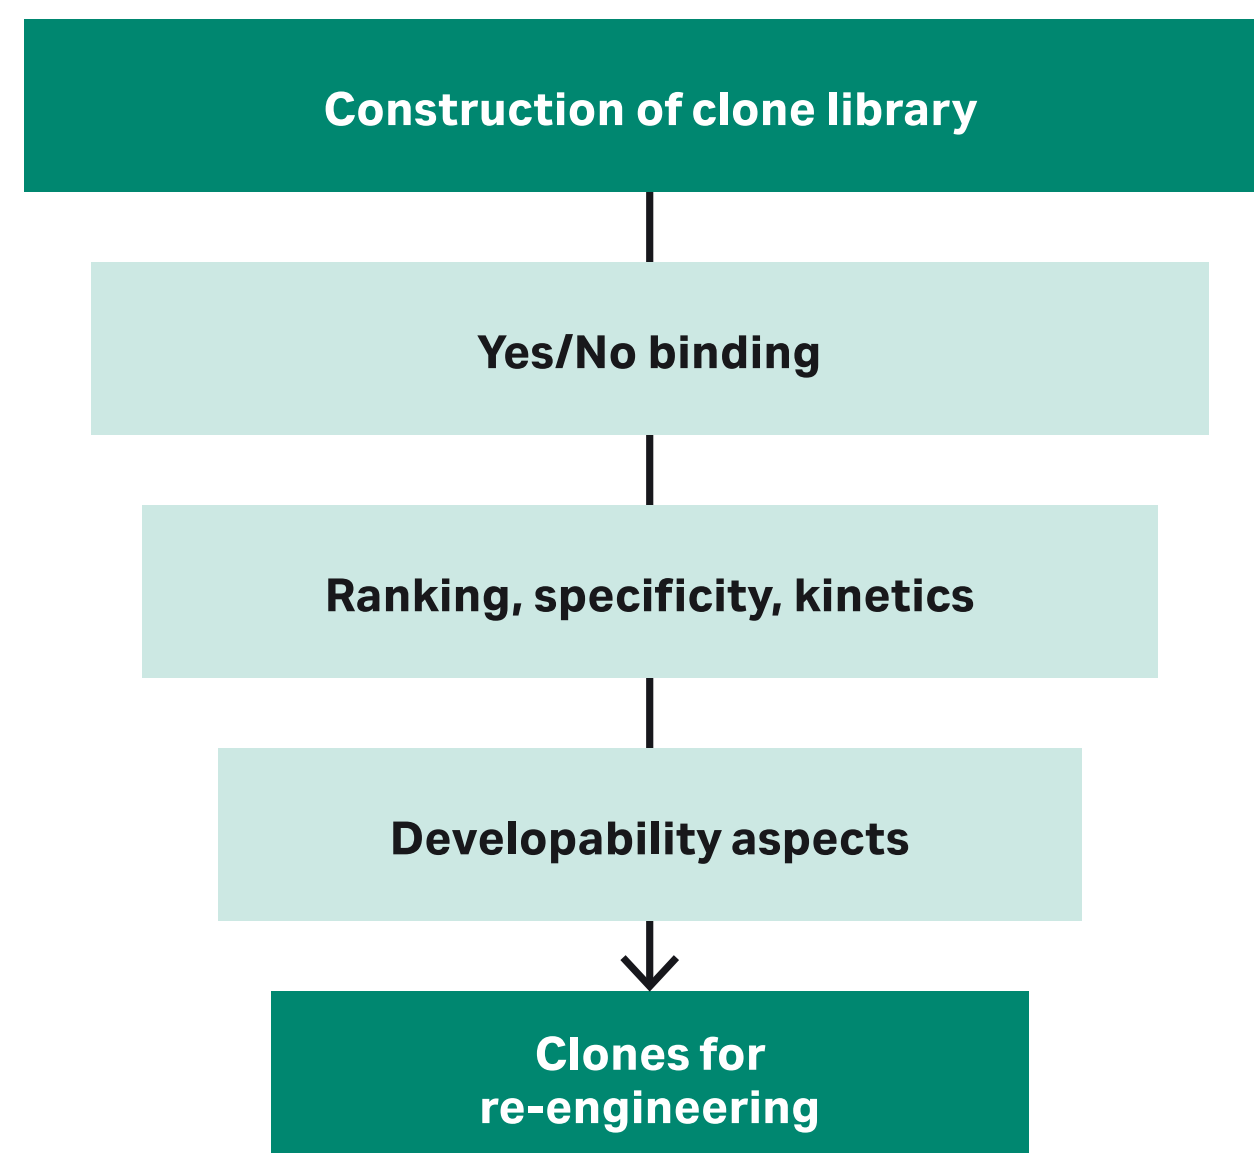 Construction of clone library
Yes/No binding
Ranking, specificity, kinetics
Developability aspects
Clones for
re-engineering